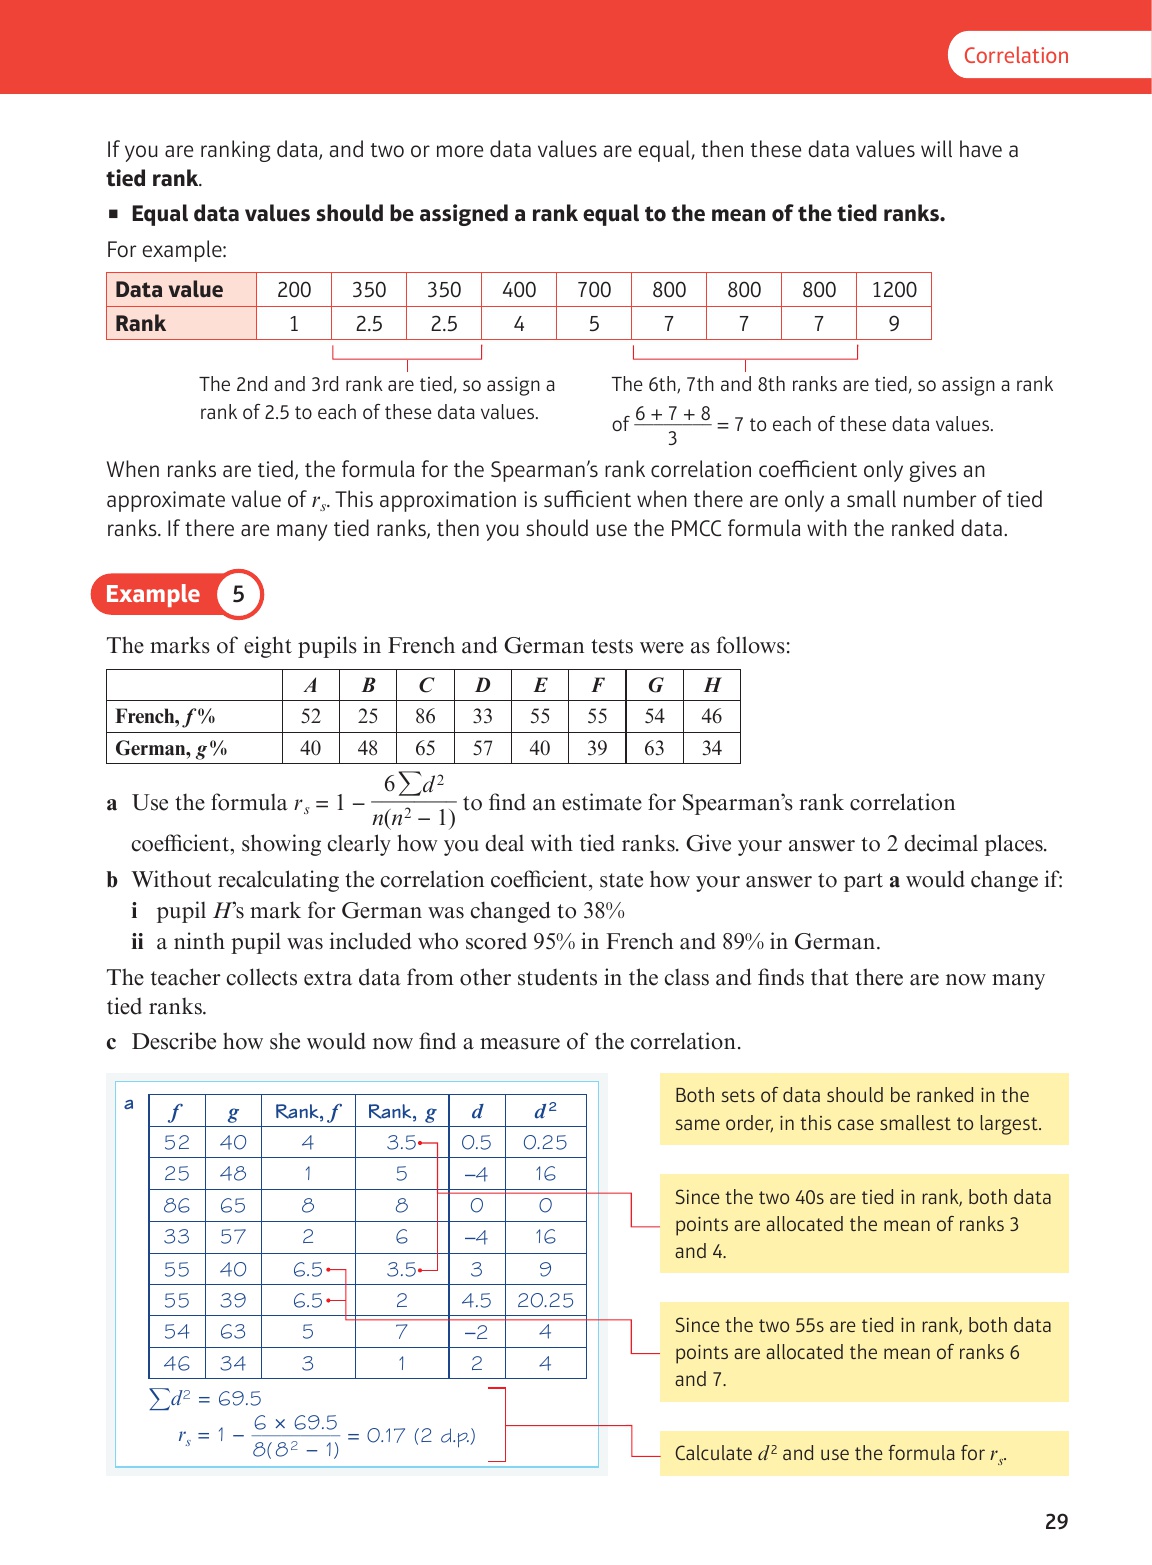 Correlation
If you are ranking data, and two or more data values are equal, then these data values will have a
tied rank.
▪ Equal data values should be assigned a rank equal to the mean of the tied ranks.
For example:
Data value 200 350 350 400 700 800 800 800 1200
Rank 1 2.5 2.5 4 5 7 7 7 9
The 2nd and 3rd rank are tied, so assign a
rank of 2.5 to each of these data values.
The 6th, 7th and 8th ranks are tied, so assign a rank
of (6 + 7 + 8)/3 = 7 to each of these data values.
When ranks are tied, the formula for the Spearman’s rank correlation coefficient only gives an
approximate value of rₛ. This approximation is sufficient when there are only a small number of tied
ranks. If there are many tied ranks, then you should use the PMCC formula with the ranked data.
Example 5
The marks of eight pupils in French and German tests were as follows:
A B C D E F G H
French, f% 52 25 86 33 55 55 54 46
German, g% 40 48 65 57 40 39 63 34
a Use the formula rₛ = 1 − 6∑d²/n(n² − 1) to find an estimate for Spearman’s rank correlation
coefficient, showing clearly how you deal with tied ranks. Give your answer to 2 decimal places.
b Without recalculating the correlation coefficient, state how your answer to part a would change if:
i pupil H’s mark for German was changed to 38%
ii a ninth pupil was included who scored 95% in French and 89% in German.
The teacher collects extra data from other students in the class and finds that there are now many
tied ranks.
c Describe how she would now find a measure of the correlation.
a
f g Rank, f Rank, g d d²
52 40 4 3.5 0.5 0.25
25 48 1 5 −4 16
86 65 8 8 0 0
33 57 2 6 −4 16
55 40 6.5 3.5 3 9
55 39 6.5 2 4.5 20.25
54 63 5 7 −2 4
46 34 3 1 2 4
∑d² = 69.5
rₛ = 1 − (6 × 69.5)/8(8² − 1) = 0.17 (2 d.p.)
Both sets of data should be ranked in the
same order, in this case smallest to largest.
Since the two 40s are tied in rank, both data
points are allocated the mean of ranks 3
and 4.
Since the two 55s are tied in rank, both data
points are allocated the mean of ranks 6
and 7.
Calculate d² and use the formula for rₛ.
29